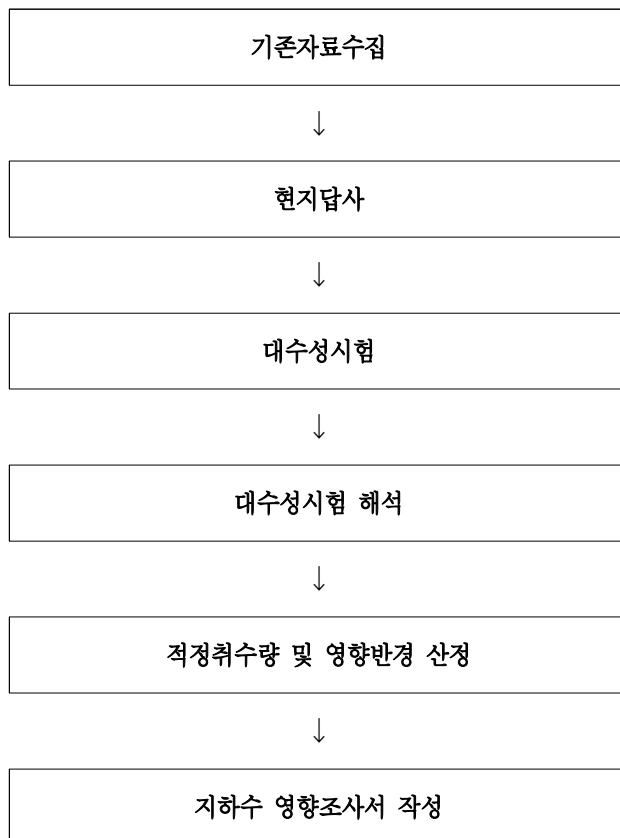 기존자료수집
↓
현지답사
↓
대수성시험
↓
대수성시험 해석
↓
적정취수량 및 영향반경 산정
↓
지하수 영향조사서 작성